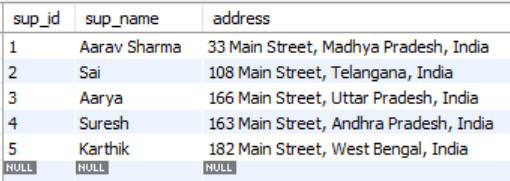 sup_id sup_name address
1 Aarav Sharma 33 Main Street, Madhya Pradesh, India
2 Sai 108 Main Street, Telangana, India
3 Aarya 166 Main Street, Uttar Pradesh, India
4 Suresh 163 Main Street, Andhra Pradesh, India
5 Karthik 182 Main Street, West Bengal, India
NULL NULL NULL